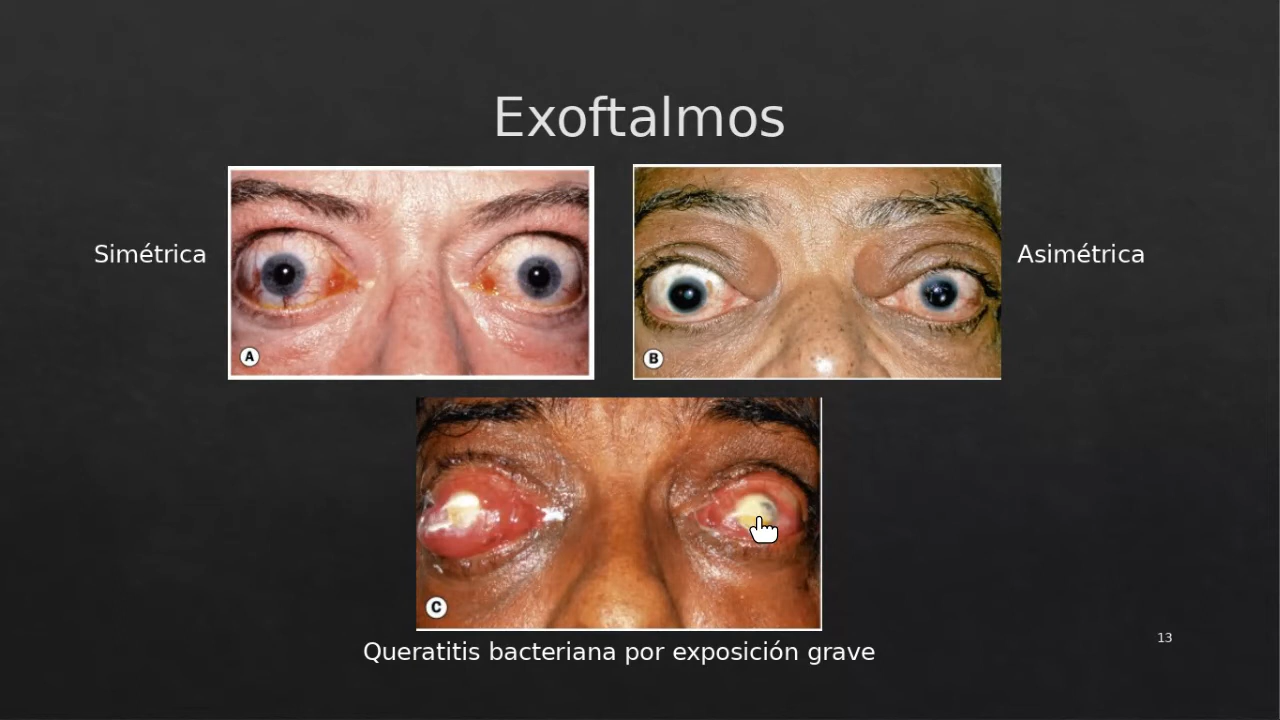 Exoftalmos
Simétrica
Asimétrica
A
B
C
Queratitis bacteriana por exposición grave
13